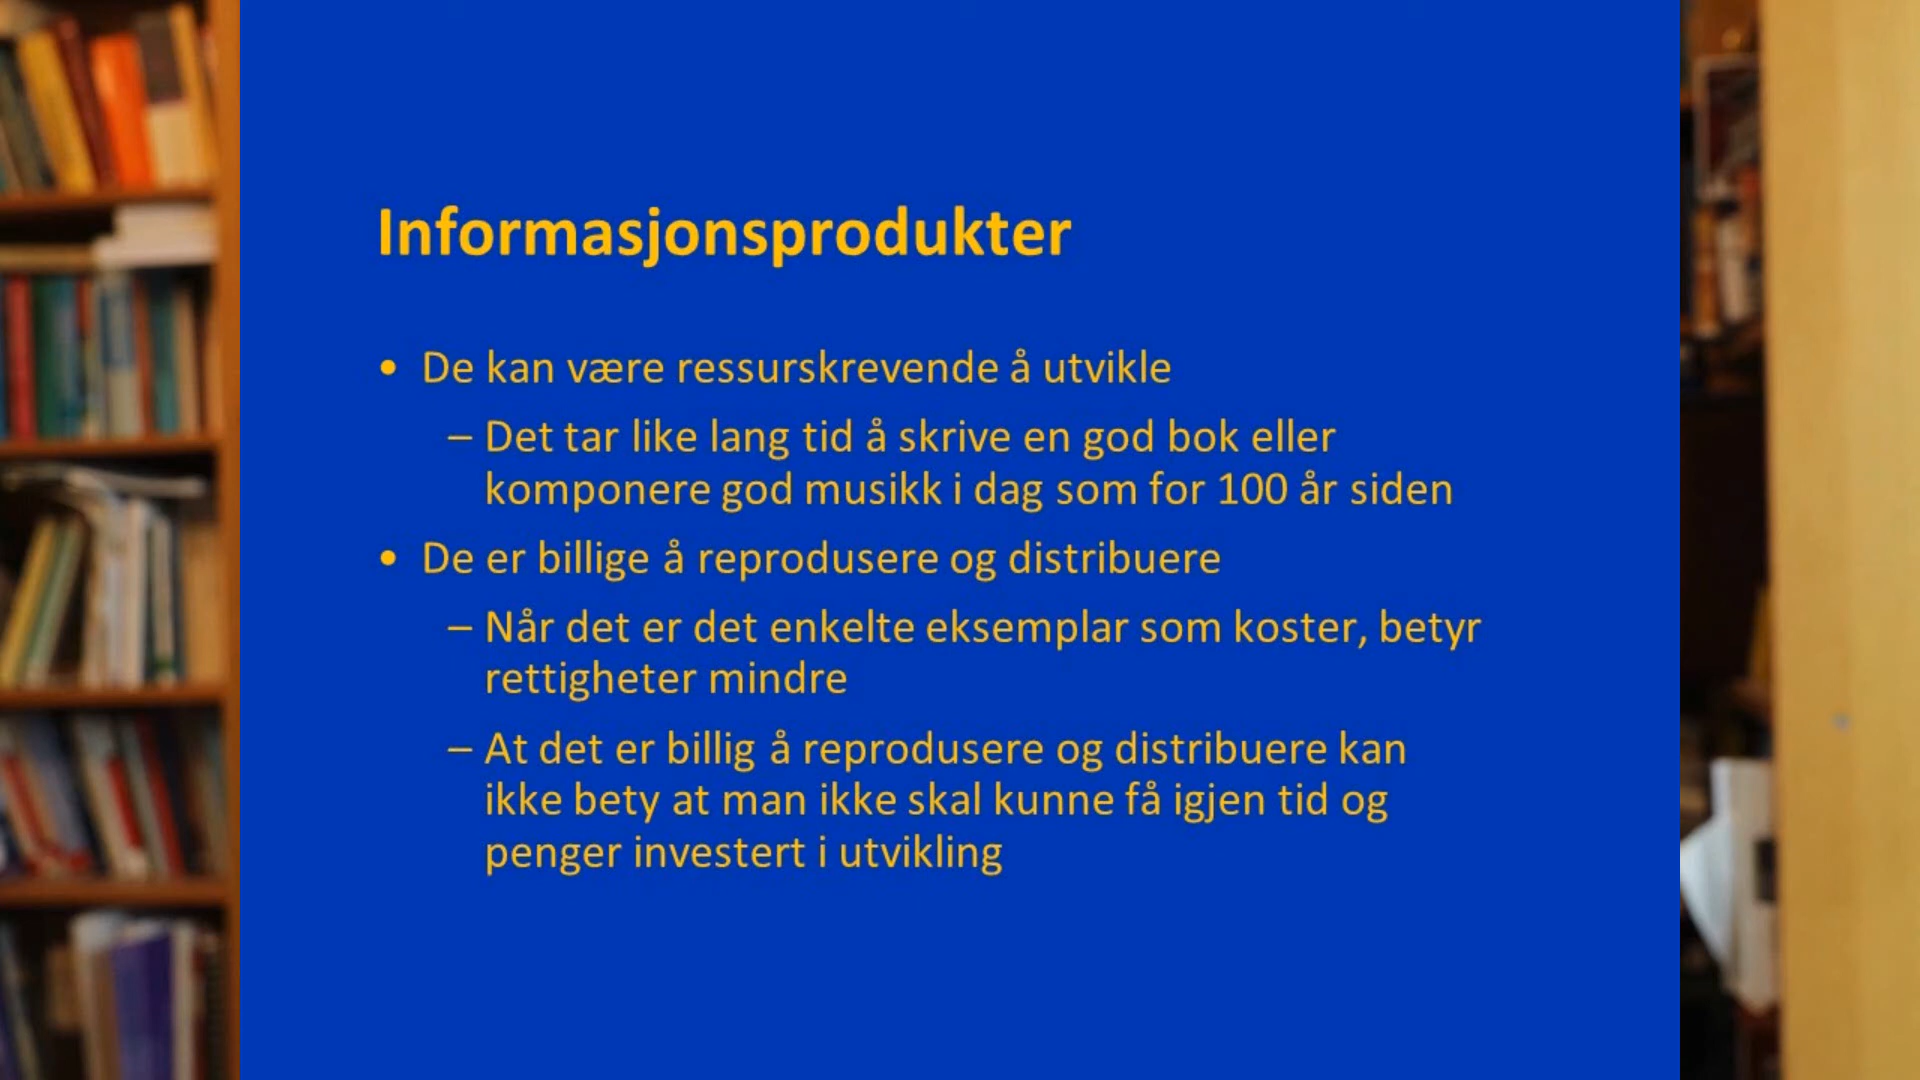 Informasjonsprodukter
• De kan være ressurskrevende å utvikle
– Det tar like lang tid å skrive en god bok eller
komponere god musikk i dag som for 100 år siden
• De er billige å reprodusere og distribuere
– Når det er det enkelte eksemplar som koster, betyr
rettigheter mindre
– At det er billig å reprodusere og distribuere kan
ikke bety at man ikke skal kunne få igjen tid og
penger investert i utvikling